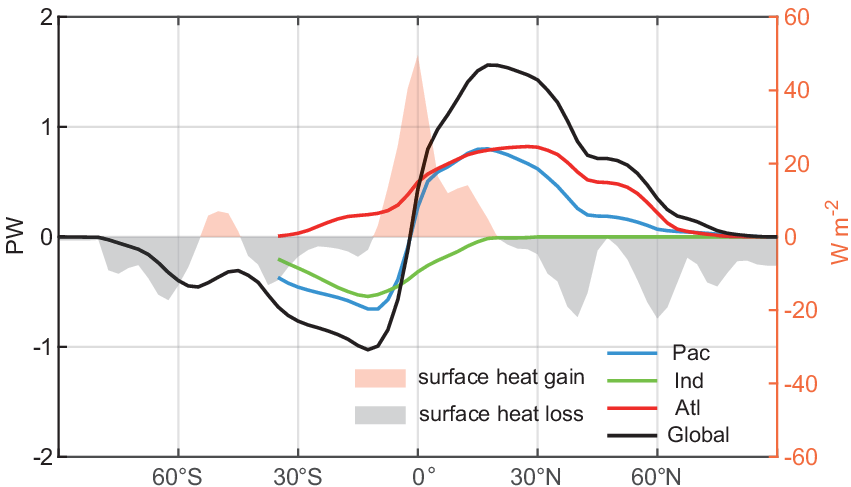 2
60
40
1
20
0
0
PW
W m-2
-20
-1
Pac
surface heat gain
Ind
-40
surface heat loss
Atl
Global
-2
-60
60°S
30°S
0°
30°N
60°N